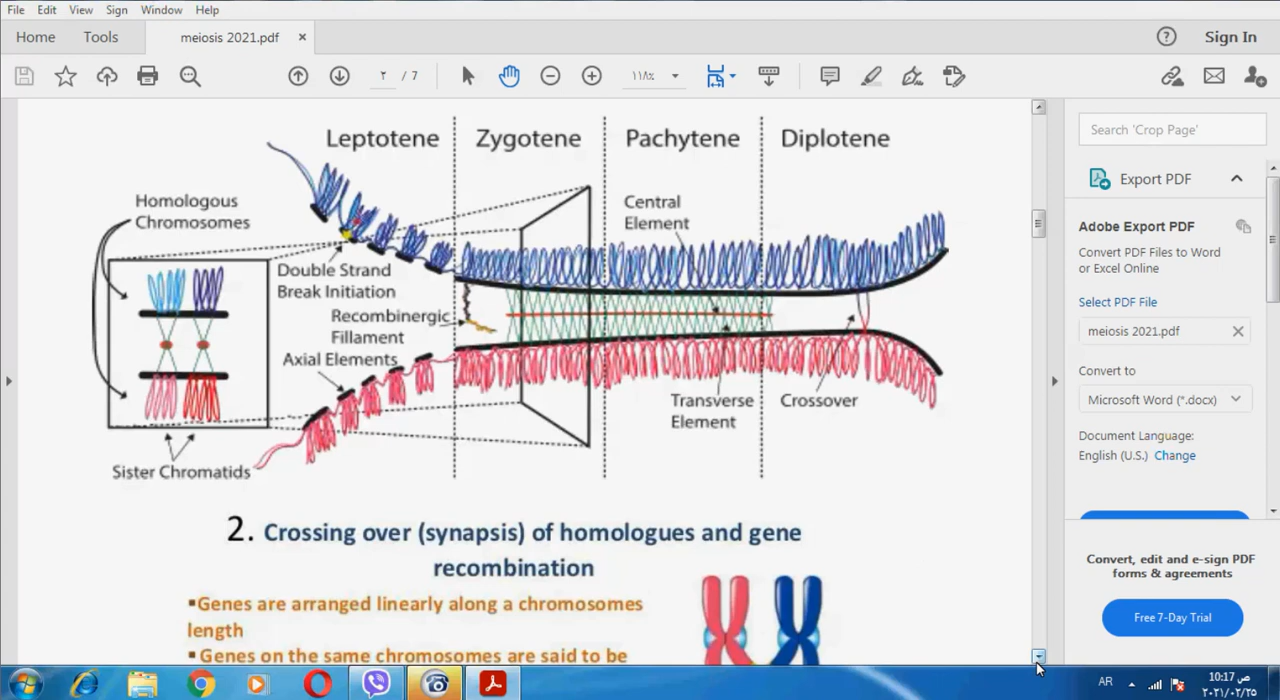 File Edit View Sign Window Help
Home Tools meiosis 2021.pdf × Sign In
٢ / 7 ١١٨٪
Leptotene Zygotene Pachytene Diplotene
Homologous
Chromosomes
Central
Element
Double Strand
Break Initiation
Recombinergic
Fillament
Axial Elements
Transverse
Element
Crossover
Sister Chromatids
2. Crossing over (synapsis) of homologues and gene
recombination
▪Genes are arranged linearly along a chromosomes
length
▪Genes on the same chromosomes are said to be
Search 'Crop Page'
Export PDF
Adobe Export PDF
Convert PDF Files to Word
or Excel Online
Select PDF File
meiosis 2021.pdf
Convert to
Microsoft Word (*.docx)
Document Language:
English (U.S.) Change
Convert, edit and e-sign PDF
forms & agreements
Free 7-Day Trial
AR
10:17 ص
٢٠٢١/٠٢/٢٥